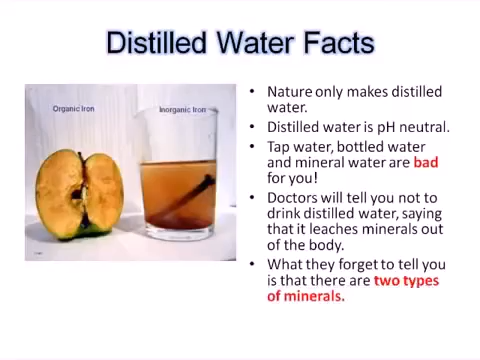 Distilled Water Facts
Organic Iron
Inorganic Iron
• Nature only makes distilled
water.
• Distilled water is pH neutral.
• Tap water, bottled water
and mineral water are bad
for you!
• Doctors will tell you not to
drink distilled water, saying
that it leaches minerals out
of the body.
• What they forget to tell you
is that there are two types
of minerals.